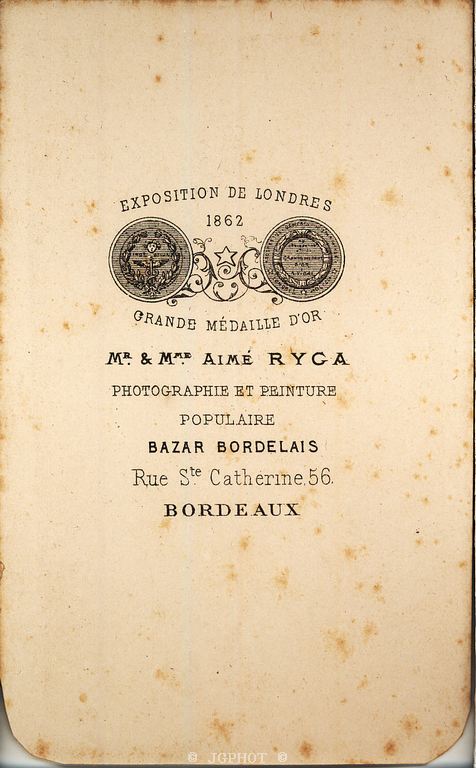 EXPOSITION DE LONDRES
1862
GRANDE MÉDAILLE D'OR
MR. & MME AIMÉ RYGA
PHOTOGRAPHIE ET PEINTURE
POPULAIRE
BAZAR BORDELAIS
Rue Ste Catherine, 56.
BORDEAUX
© JGPHOT ©